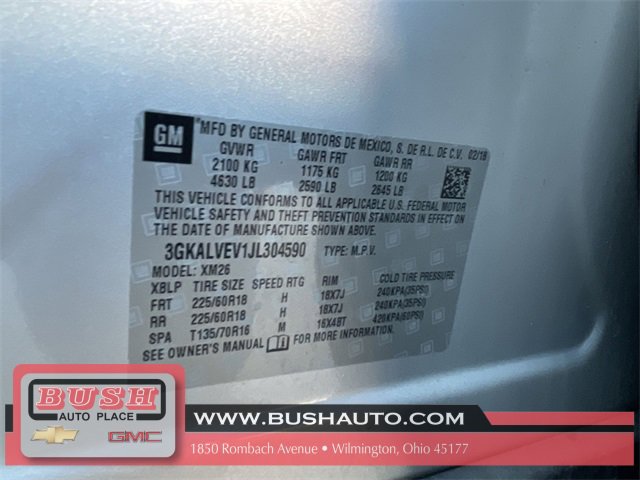 GM
*MFD BY GENERAL MOTORS DE MEXICO, S. DE R.L. DE C.V. 02/18
GVWR GAWR FRT GAWR RR
2100 KG 1175 KG 1200 KG
4630 LB 2590 LB 2645 LB
THIS VEHICLE CONFORMS TO ALL APPLICABLE U.S. FEDERAL MOTOR
VEHICLE SAFETY AND THEFT PREVENTION STANDARDS IN EFFECT ON
THE DATE OF MANUFACTURE SHOWN ABOVE.
3GKALVEV1JL304590 TYPE: M.P.V.
MODEL: XM26
XBLP TIRE SIZE SPEED RTG RIM COLD TIRE PRESSURE
FRT 225/60R18 H 18X7J 240KPA(35PSI)
RR 225/60R18 H 18X7J 240KPA(35PSI)
SPA T135/70R16 M 16X4BT 420KPA(60PSI)
SEE OWNER'S MANUAL FOR MORE INFORMATION.
BUSH
AUTO PLACE
GMC
WWW.BUSHAUTO.COM
1850 Rombach Avenue • Wilmington, Ohio 45177